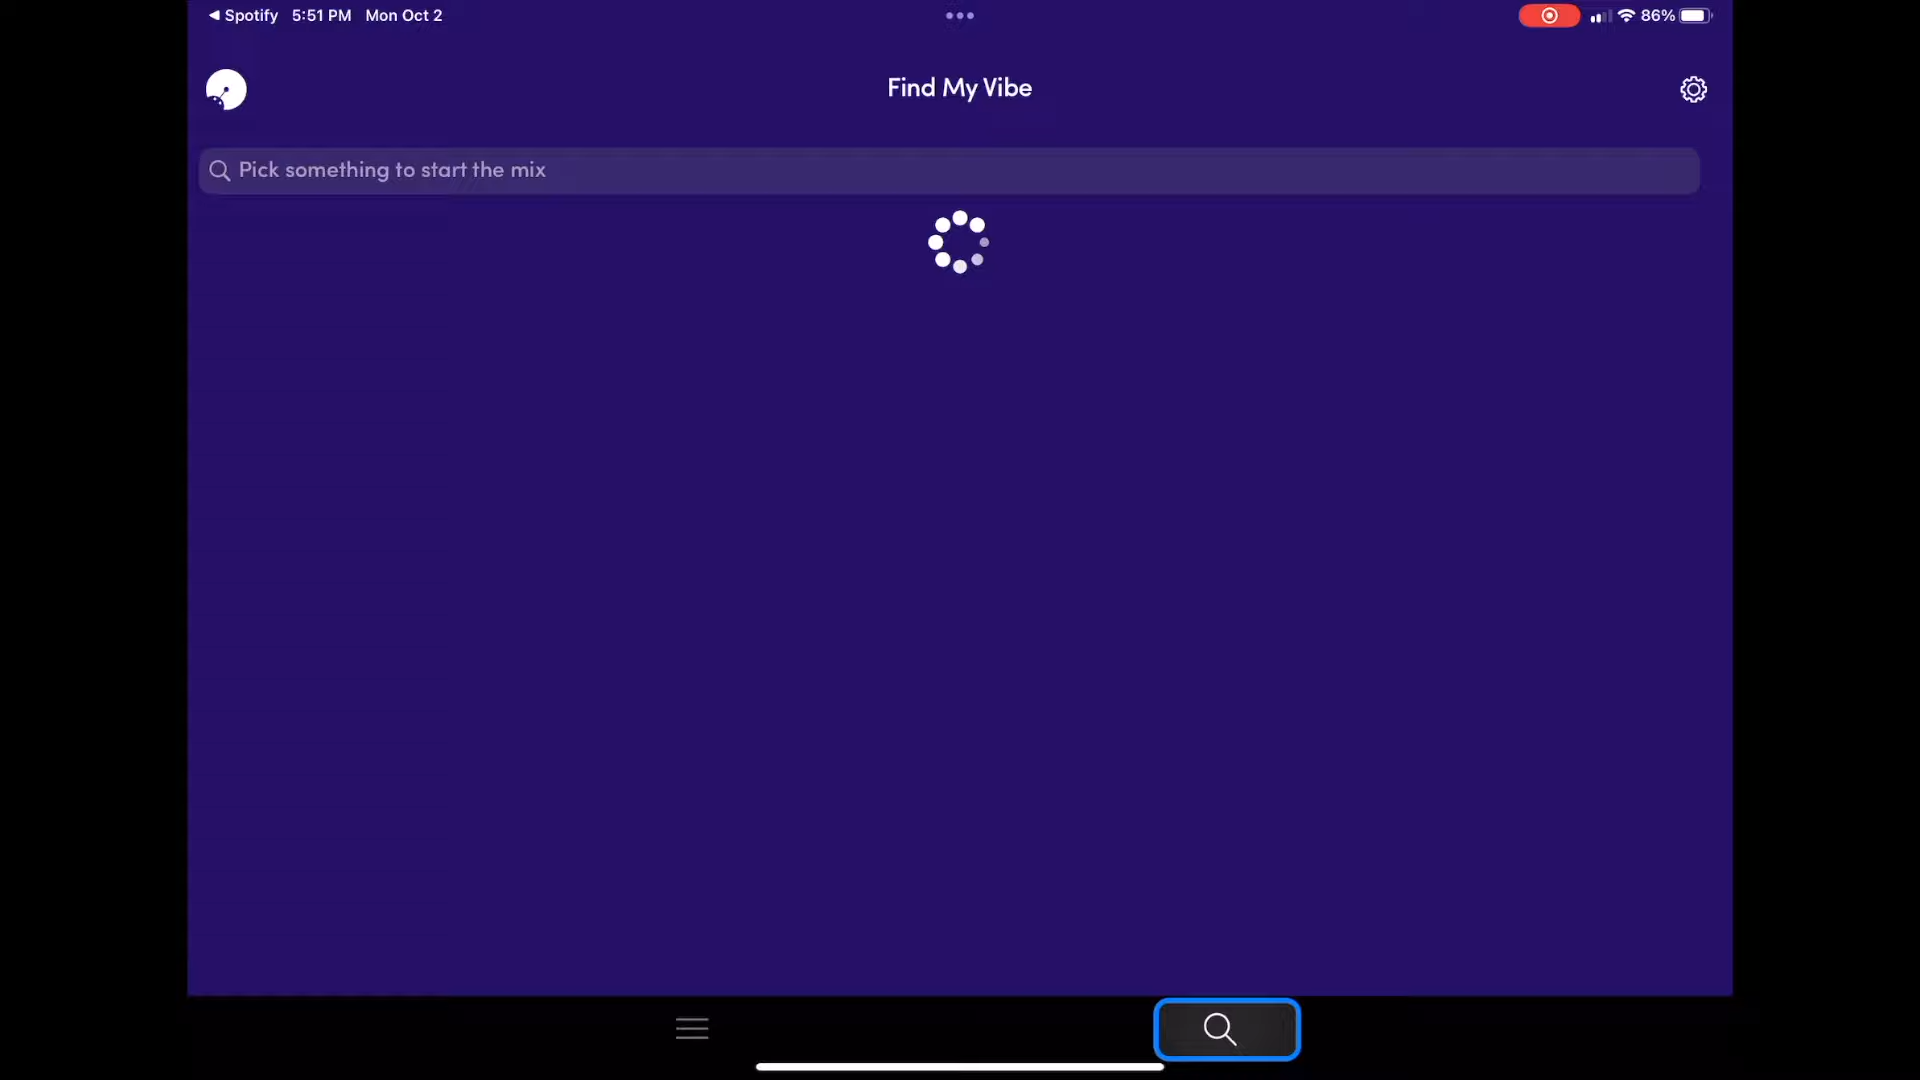 ◀ Spotify 5:51 PM Mon Oct 2
86%
Find My Vibe
Pick something to start the mix